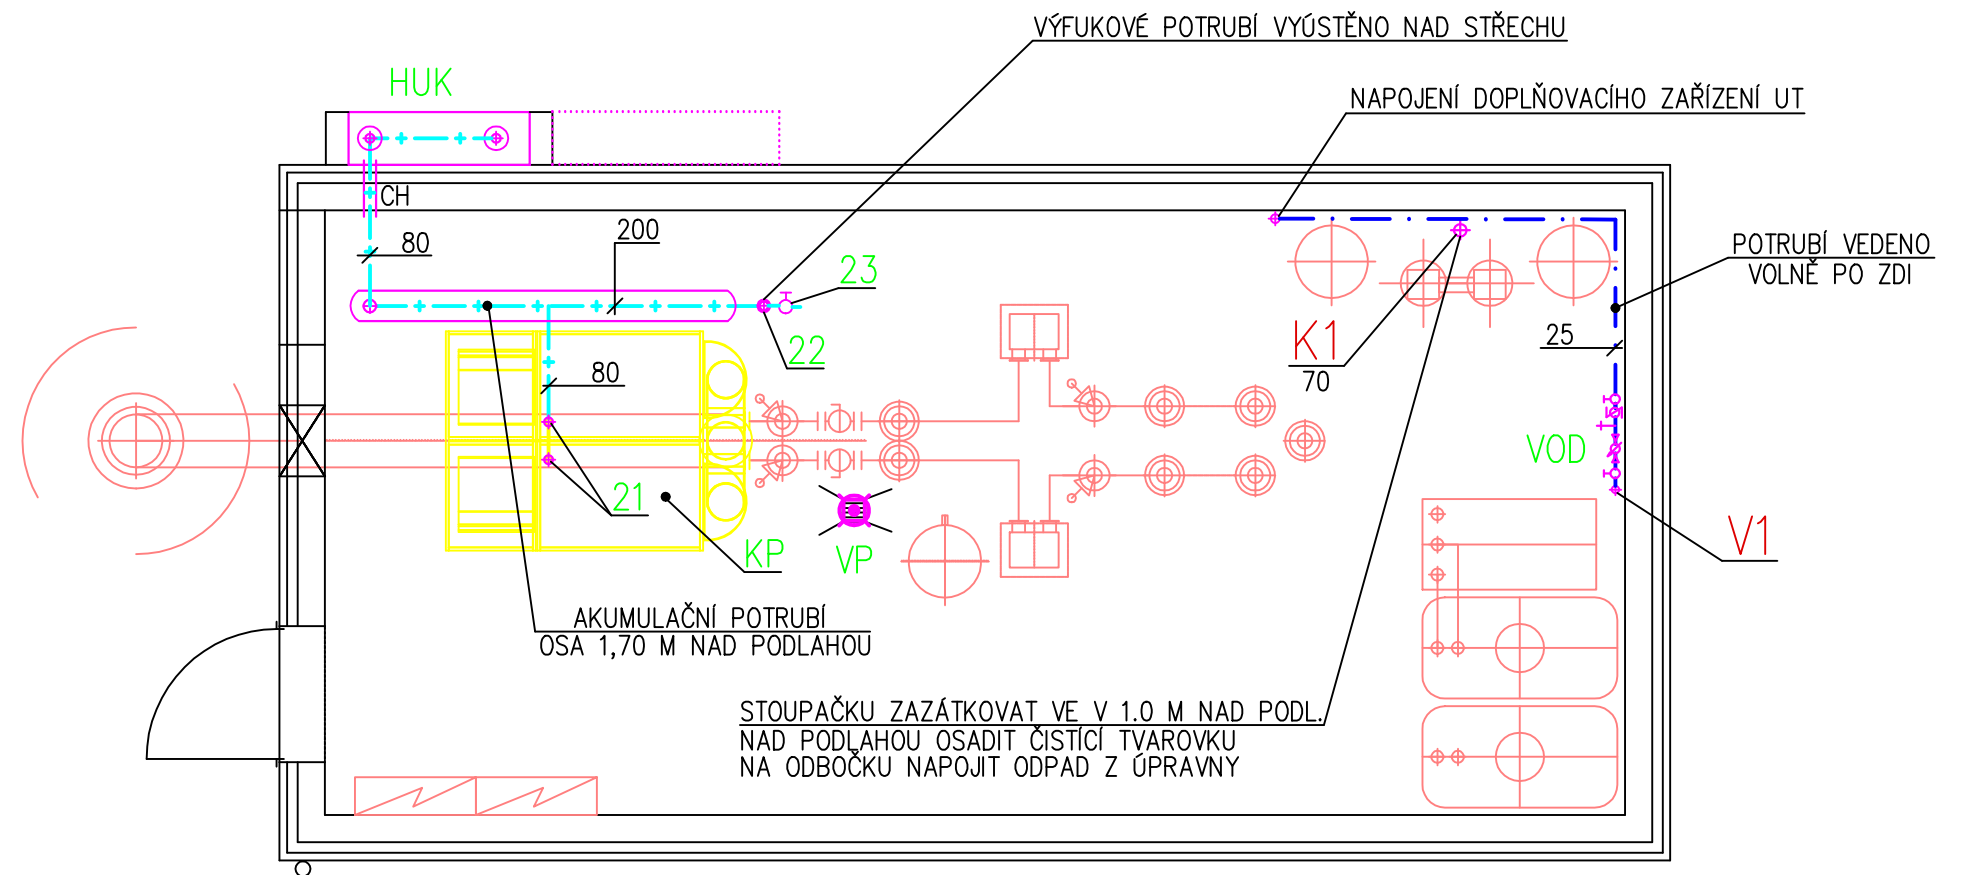 VÝFUKOVÉ POTRUBÍ VYÚSTĚNO NAD STŘECHU
HUK
NAPOJENÍ DOPLŇOVACÍHO ZAŘÍZENÍ UT
CH
80
200
23
POTRUBÍ VEDENO
VOLNĚ PO ZDI
22
K1
70
25
80
VOD
21
KP
VP
V1
AKUMULAČNÍ POTRUBÍ
OSA 1,70 M NAD PODLAHOU
STOUPAČKU ZAZÁTKOVAT VE V 1.0 M NAD PODL.
NAD PODLAHOU OSADIT ČISTÍCÍ TVAROVKU
NA ODBOČKU NAPOJIT ODPAD Z ÚPRAVNY